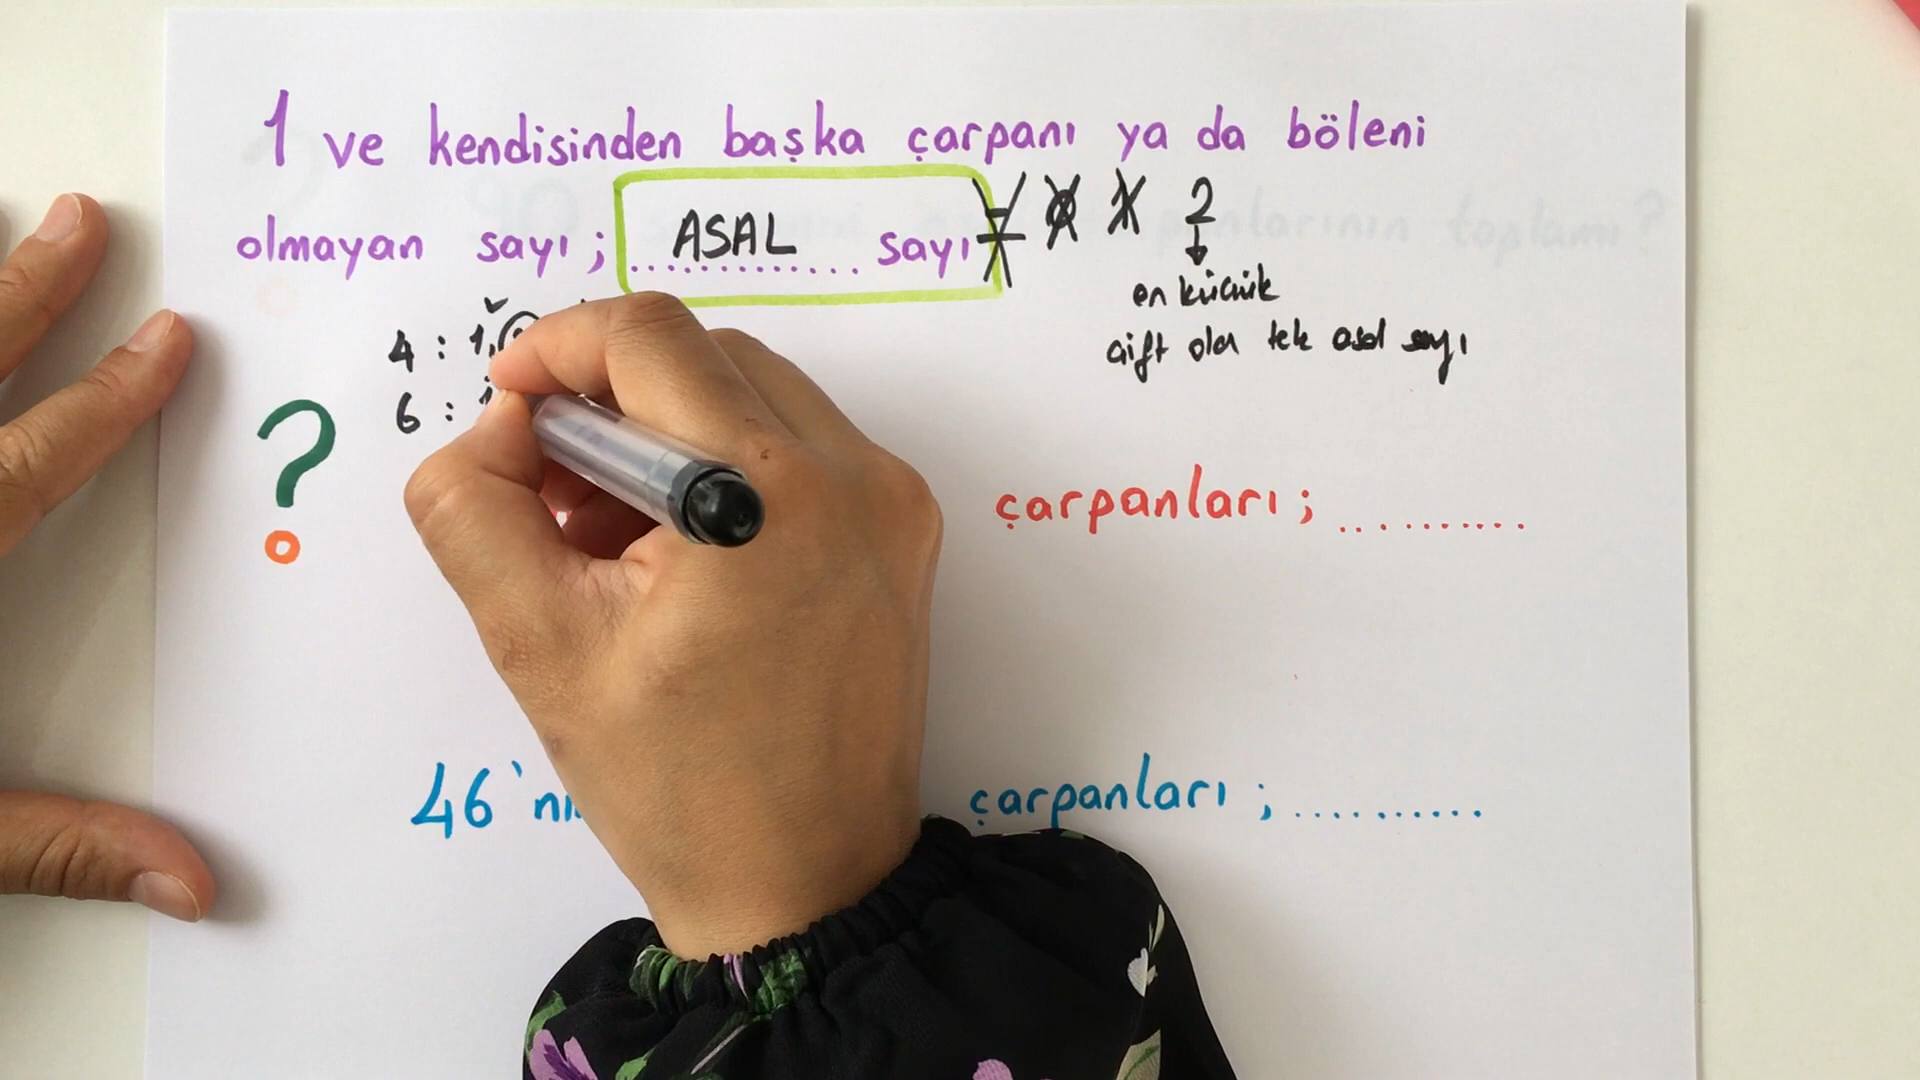 1 ve kendisinden başka çarpanı ya da böleni
olmayan sayı ; ASAL sayı
2
en küçük
çift olan tek asal sayı
4 : 1,
6 :
?
çarpanları ; ..........
46'nı
çarpanları ; ..........